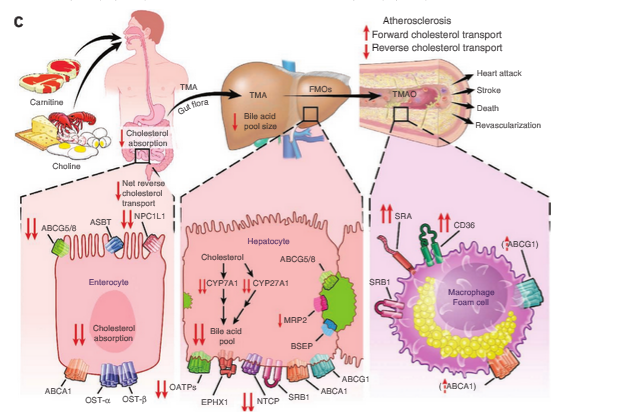 C
Carnitine
Choline
TMA
Gut flora
Cholesterol
absorption
TMA
Bile acid
pool size
FMOs
TMAO
Atherosclerosis
Forward cholesterol transport
Reverse cholesterol transport
Heart attack
Stroke
Death
Revascularization
Net reverse
cholesterol
transport
ABCG5/8
ASBT
NPC1L1
Enterocyte
Cholesterol
absorption
ABCA1
OST-α
OST-β
Hepatocyte
Cholesterol
CYP7A1
CYP27A1
Bile acid
pool
ABCG5/8
MRP2
BSEP
OATPs
EPHX1
NTCP
SRB1
ABCA1
ABCG1
SRA
CD36
(ABCG1)
SRB1
Macrophage
Foam cell
(ABCA1)